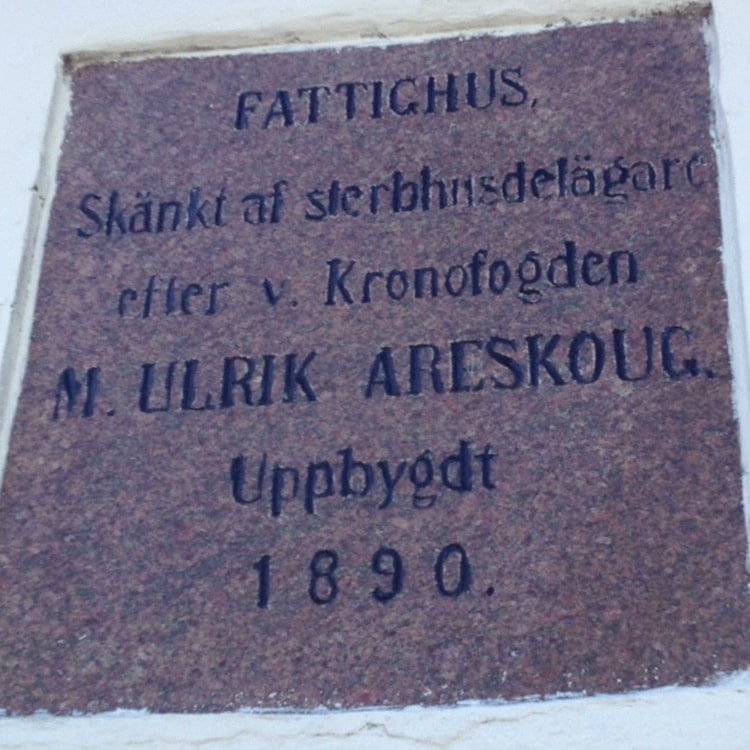 FATTIGHUS,
Skänkt af sterbhusdelägare
efter v. Kronofogden
M. ULRIK ARESKOUG.
Uppbygdt
1890.